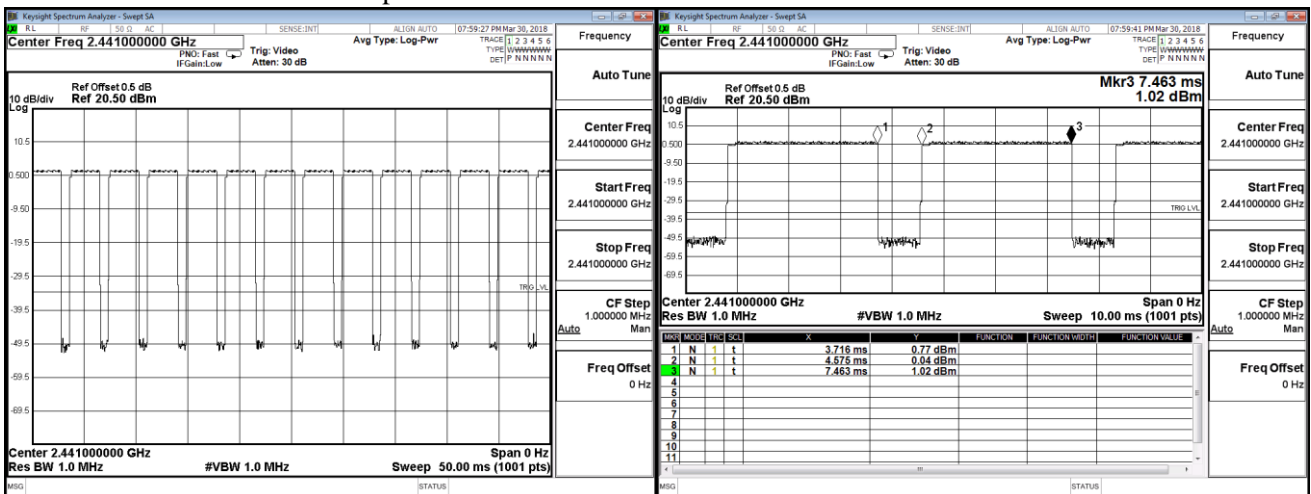 Keysight Spectrum Analyzer - Swept SA
RL RF 50 Ω AC SENSE:INT ALIGN AUTO 07:59:27 PM Mar 30, 2018
Center Freq 2.441000000 GHz
Avg Type: Log-Pwr
TRACE 1 2 3 4 5 6
TYPE WWWWWWW
DET P N N N N N
PNO: Fast
IFGain:Low
Trig: Video
Atten: 30 dB
Ref Offset 0.5 dB
10 dB/div Ref 20.50 dBm
Log
10.5
0.500
-9.50
-19.5
-29.5
TRIG LVL
-39.5
-49.5
-59.5
-69.5
Center 2.441000000 GHz Span 0 Hz
Res BW 1.0 MHz #VBW 1.0 MHz Sweep 50.00 ms (1001 pts)
MSG STATUS
Frequency
Auto Tune
Center Freq
2.441000000 GHz
Start Freq
2.441000000 GHz
Stop Freq
2.441000000 GHz
CF Step
1.000000 MHz
Auto Man
Freq Offset
0 Hz
Keysight Spectrum Analyzer - Swept SA
RL RF 50 Ω AC SENSE:INT ALIGN AUTO 07:59:41 PM Mar 30, 2018
Center Freq 2.441000000 GHz
Avg Type: Log-Pwr
TRACE 1 2 3 4 5 6
TYPE WWWWWWW
DET P N N N N N
PNO: Fast
IFGain:Low
Trig: Video
Atten: 30 dB
Mkr3 7.463 ms
1.02 dBm
Ref Offset 0.5 dB
10 dB/div Ref 20.50 dBm
Log
10.5
1 2 3
0.500
-9.50
-19.5
-29.5
TRIG LVL
-39.5
-49.5
-59.5
-69.5
Center 2.441000000 GHz Span 0 Hz
Res BW 1.0 MHz #VBW 1.0 MHz Sweep 10.00 ms (1001 pts)
MKR MODE TRC SCL X Y FUNCTION FUNCTION WIDTH FUNCTION VALUE
1 N 1 t 3.716 ms 0.77 dBm
2 N 1 t 4.575 ms 0.04 dBm
3 N 1 t 7.463 ms 1.02 dBm
4
5
6
7
8
9
10
11
MSG STATUS
Frequency
Auto Tune
Center Freq
2.441000000 GHz
Start Freq
2.441000000 GHz
Stop Freq
2.441000000 GHz
CF Step
1.000000 MHz
Auto Man
Freq Offset
0 Hz